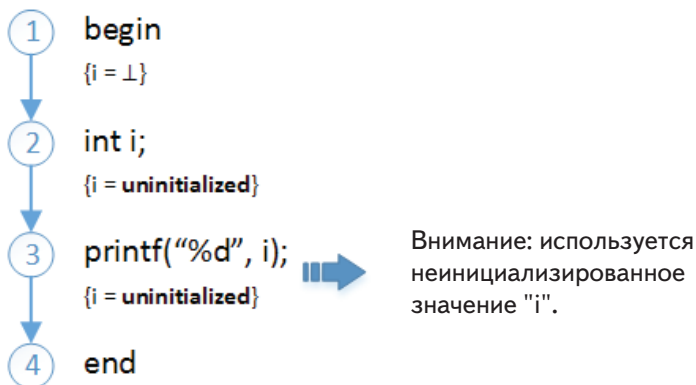 1 begin
{i = ⊥}
2 int i;
{i = uninitialized}
3 printf(“%d”, i);
{i = uninitialized}
Внимание: используется
неинициализированное
значение "i".
4 end